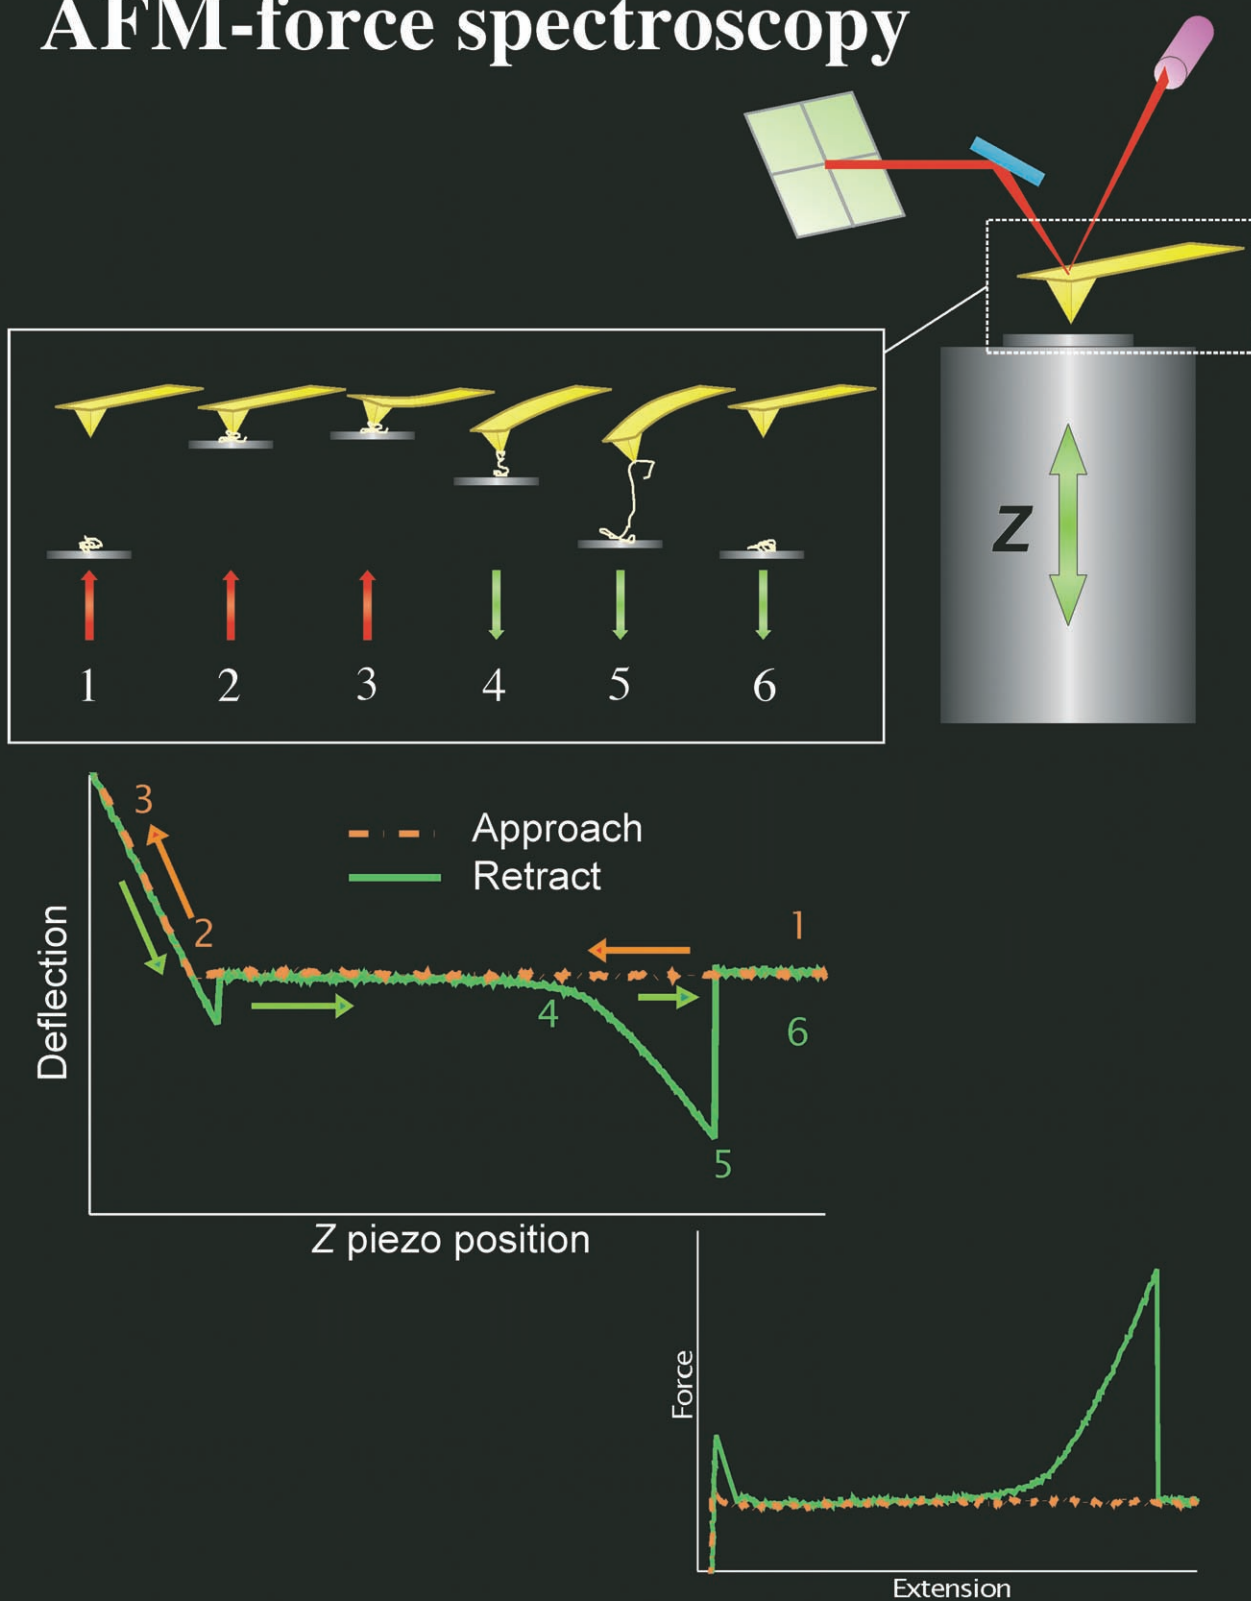 AFM-force spectroscopy
Z
1 2 3 4 5 6
3
Approach
Retract
2
1
4
6
5
Deflection
Z piezo position
Force
Extension